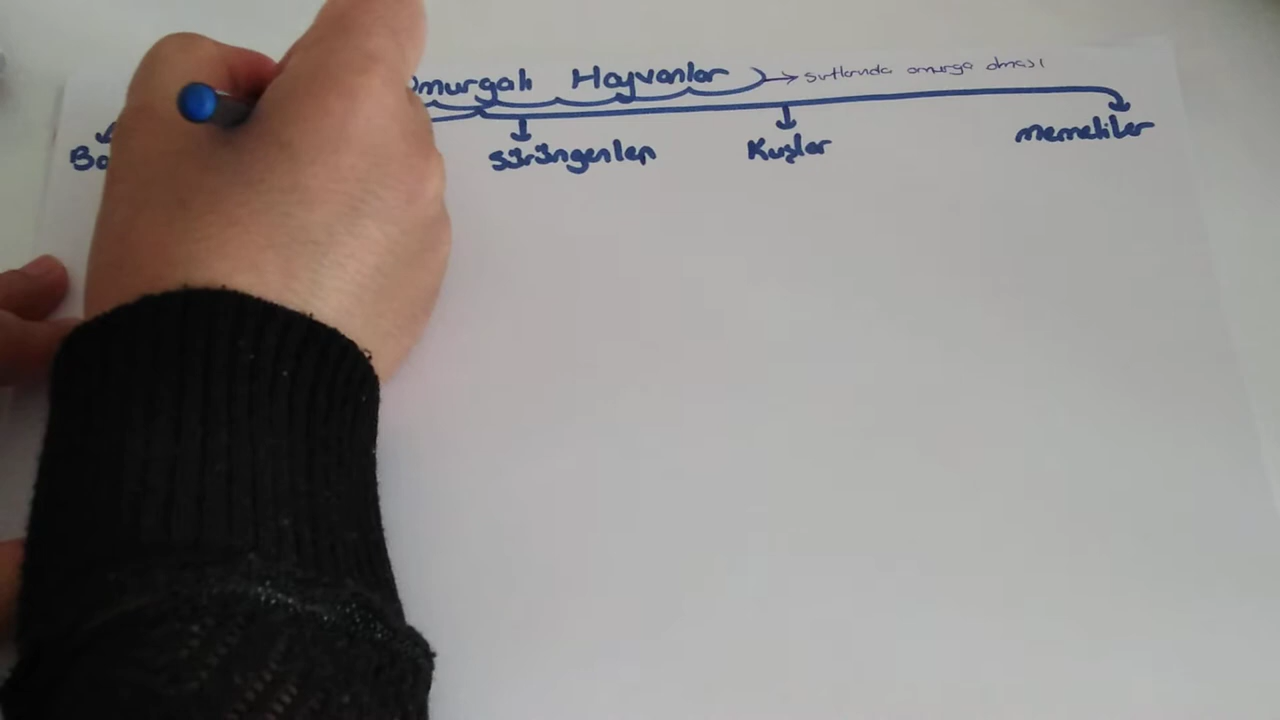 Omurgalı Hayvanlar → sırtlarında omurga olması
Sürüngenler Kuşlar memeliler